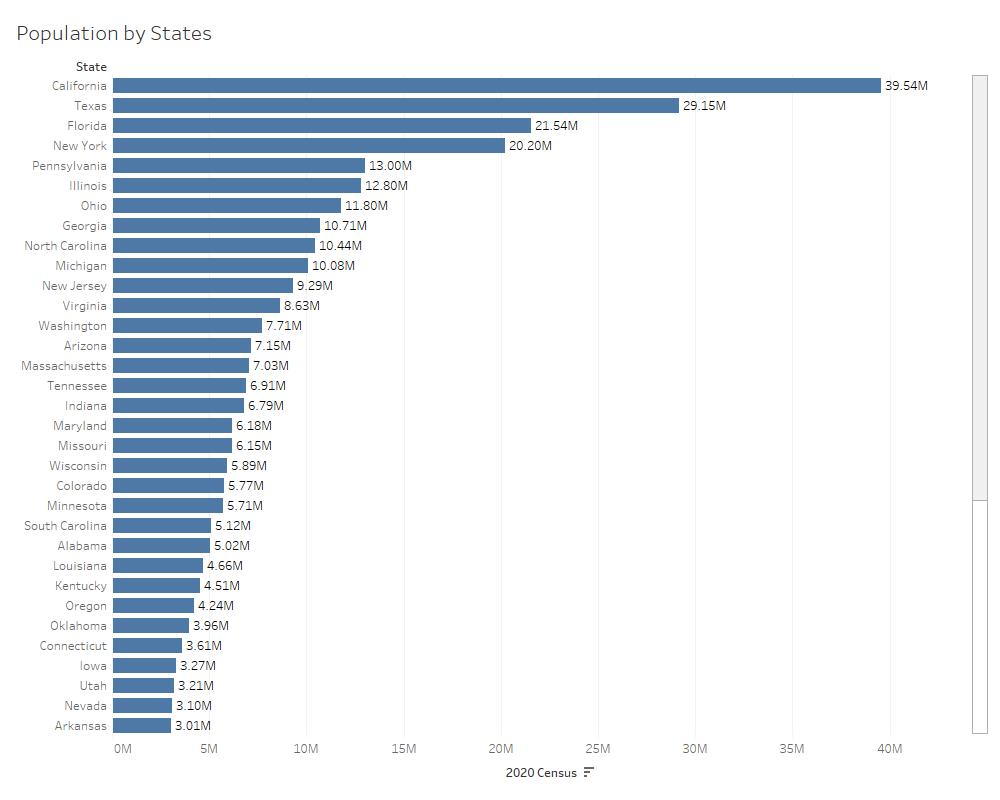 Population by States
State
California 39.54M
Texas 29.15M
Florida 21.54M
New York 20.20M
Pennsylvania 13.00M
Illinois 12.80M
Ohio 11.80M
Georgia 10.71M
North Carolina 10.44M
Michigan 10.08M
New Jersey 9.29M
Virginia 8.63M
Washington 7.71M
Arizona 7.15M
Massachusetts 7.03M
Tennessee 6.91M
Indiana 6.79M
Maryland 6.18M
Missouri 6.15M
Wisconsin 5.89M
Colorado 5.77M
Minnesota 5.71M
South Carolina 5.12M
Alabama 5.02M
Louisiana 4.66M
Kentucky 4.51M
Oregon 4.24M
Oklahoma 3.96M
Connecticut 3.61M
Iowa 3.27M
Utah 3.21M
Nevada 3.10M
Arkansas 3.01M
0M 5M 10M 15M 20M 25M 30M 35M 40M
2020 Census